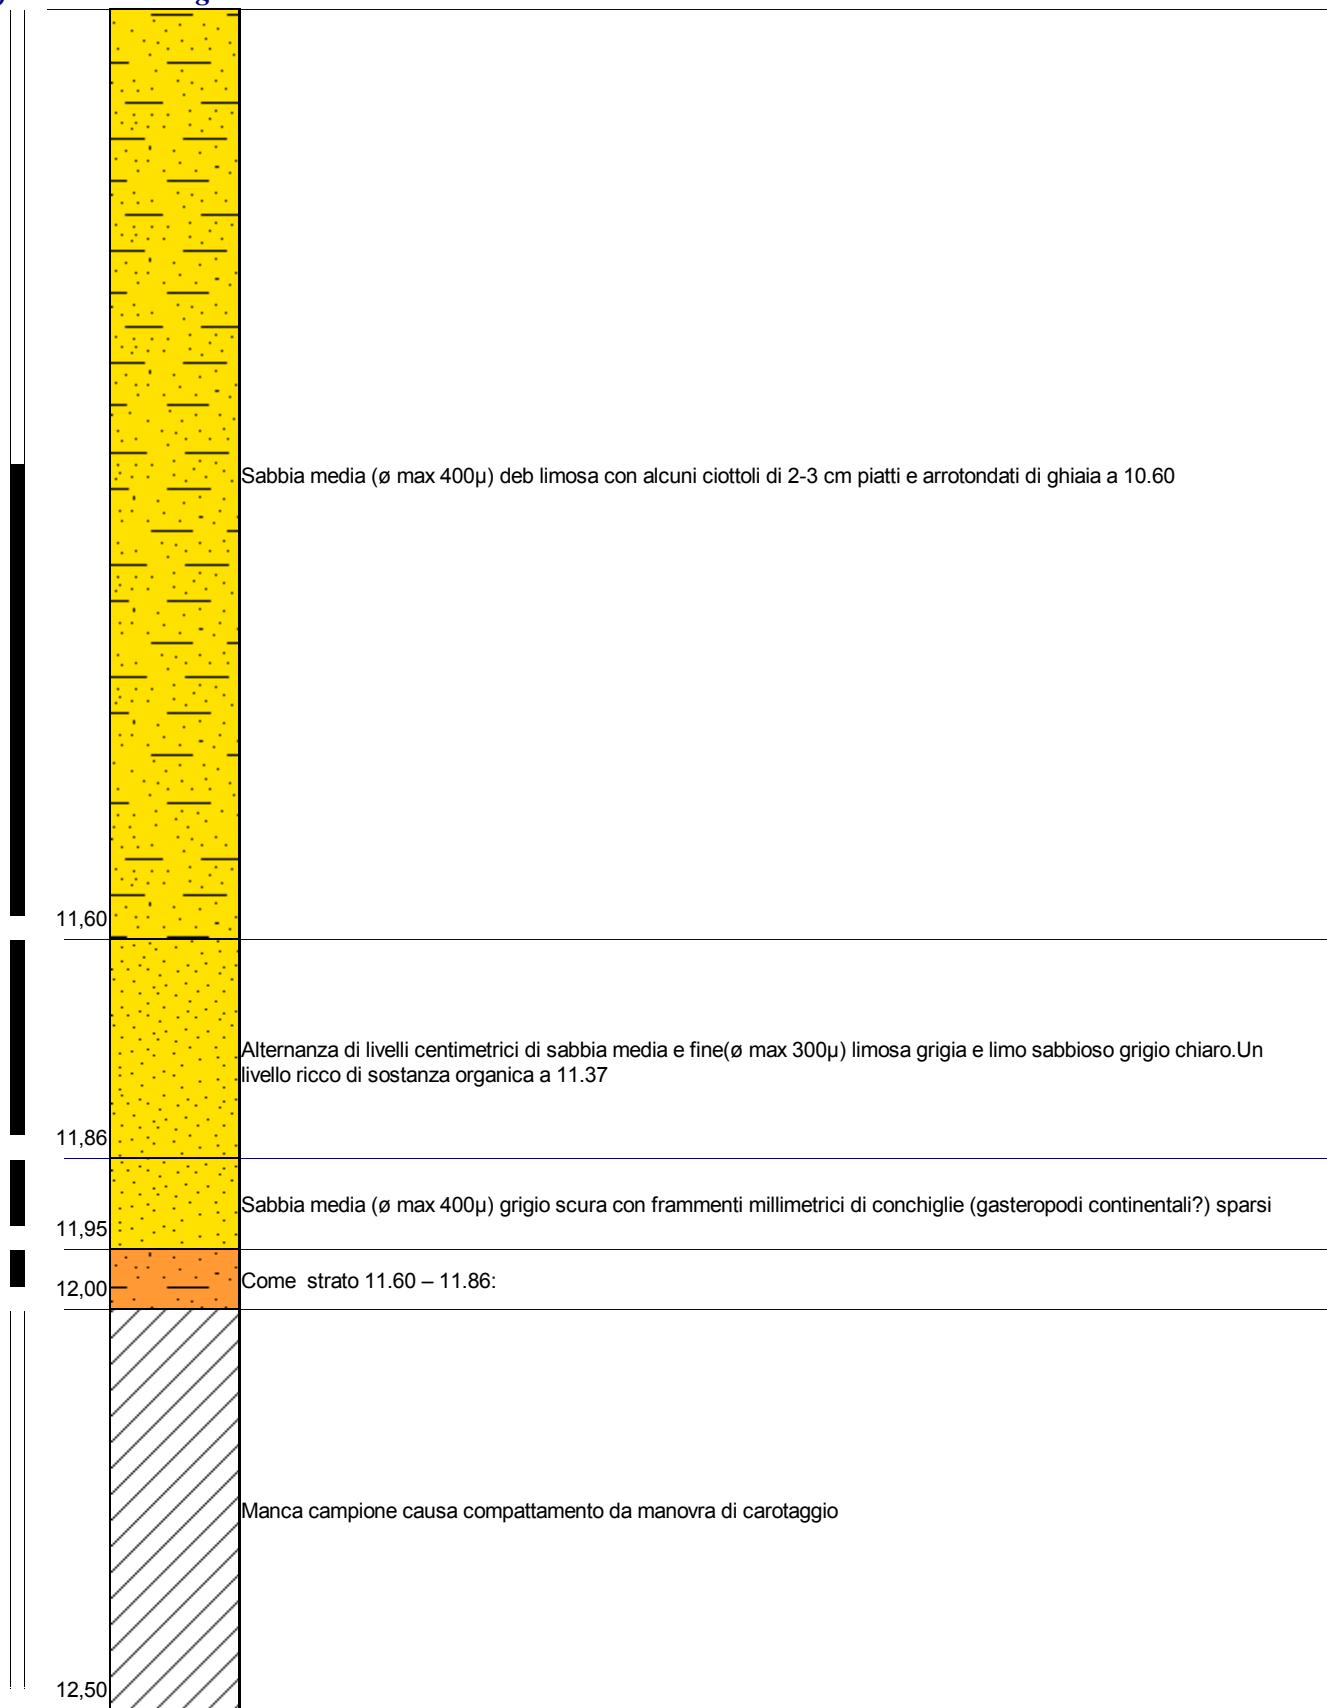 Sabbia media (ø max 400µ) deb limosa con alcuni ciottoli di 2-3 cm piatti e arrotondati di ghiaia a 10.60
11,60
Alternanza di livelli centimetrici di sabbia media e fine(ø max 300µ) limosa grigia e limo sabbioso grigio chiaro.Un
livello ricco di sostanza organica a 11.37
11,86
Sabbia media (ø max 400µ) grigio scura con frammenti millimetrici di conchiglie (gasteropodi continentali?) sparsi
11,95
Come  strato 11.60 – 11.86:
12,00
Manca campione causa compattamento da manovra di carotaggio
12,50